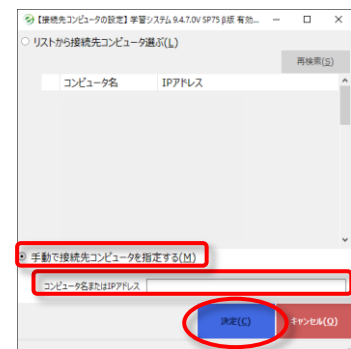 【接続先コンピュータの設定】学習システム 9.4.7.0V SP75 β版 有効...
リストから接続先コンピュータ選ぶ(L)
再検索(S)
コンピュータ名 IPアドレス
手動で接続先コンピュータを指定する(M)
コンピュータ名またはIPアドレス
決定(C) キャンセル(Q)